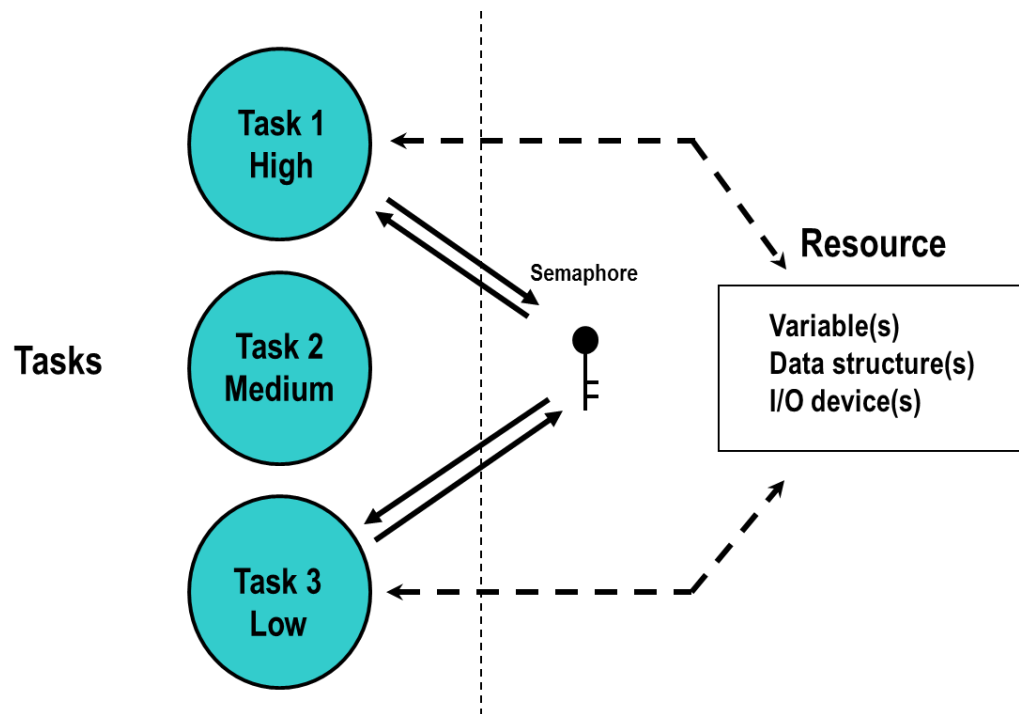 Tasks
Task 1
High
Task 2
Medium
Task 3
Low
Semaphore
Resource
Variable(s)
Data structure(s)
I/O device(s)